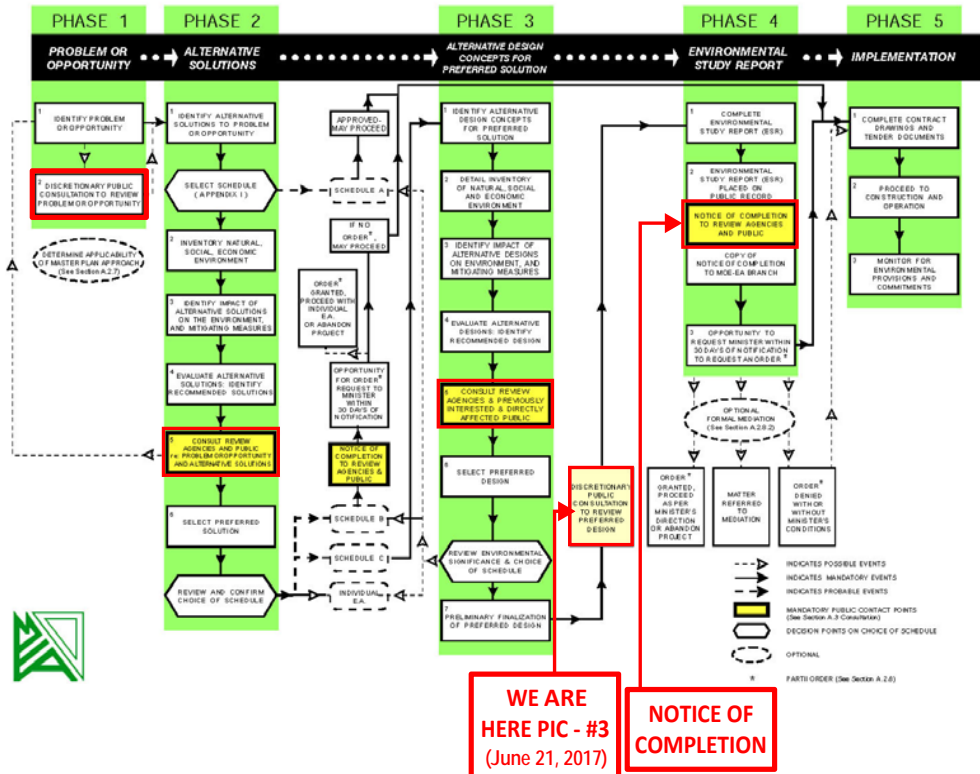 PHASE 1
PHASE 2
PHASE 3
PHASE 4
PHASE 5
PROBLEM OR
OPPORTUNITY
ALTERNATIVE
SOLUTIONS
ALTERNATIVE DESIGN
CONCEPTS FOR
PREFERRED SOLUTION
ENVIRONMENTAL
STUDY REPORT
IMPLEMENTATION
1
IDENTIFY PROBLEM
OR OPPORTUNITY
2
DISCRETIONARY PUBLIC
CONSULTATION TO REVIEW
PROBLEM OR OPPORTUNITY
DETERMINE APPLICABILITY
OF MASTER PLAN APPROACH
(See Section A.2.7)
1
IDENTIFY ALTERNATIVE
SOLUTIONS TO PROBLEM
OR OPPORTUNITY
SELECT SCHEDULE
(APPENDIX I)
2
INVENTORY NATURAL,
SOCIAL, ECONOMIC
ENVIRONMENT
3
IDENTIFY IMPACT OF
ALTERNATIVE SOLUTIONS
ON THE ENVIRONMENT,
AND MITIGATING MEASURES
4
EVALUATE ALTERNATIVE
SOLUTIONS: IDENTIFY
RECOMMENDED SOLUTIONS
5
CONSULT REVIEW
AGENCIES AND PUBLIC
re: PROBLEM OR OPPORTUNITY
AND ALTERNATIVE SOLUTIONS
6
SELECT PREFERRED
SOLUTION
REVIEW AND CONFIRM
CHOICE OF SCHEDULE
APPROVED-
MAY PROCEED
SCHEDULE A
IF NO
ORDER*,
MAY PROCEED
ORDER*
GRANTED,
PROCEED WITH
INDIVIDUAL
E.A.
OR ABANDON
PROJECT
OPPORTUNITY
FOR ORDER*
REQUEST TO
MINISTER
WITHIN
30 DAYS OF
NOTIFICATION
NOTICE OF
COMPLETION
TO REVIEW
AGENCIES &
PUBLIC
SCHEDULE B
SCHEDULE C
INDIVIDUAL
E.A.
1
IDENTIFY ALTERNATIVE
DESIGN CONCEPTS
FOR PREFERRED
SOLUTION
2
DETAIL INVENTORY
OF NATURAL, SOCIAL
AND ECONOMIC
ENVIRONMENT
3
IDENTIFY IMPACT OF
ALTERNATIVE DESIGNS
ON ENVIRONMENT, AND
MITIGATING MEASURES
4
EVALUATE ALTERNATIVE
DESIGNS: IDENTIFY
RECOMMENDED DESIGN
5
CONSULT REVIEW
AGENCIES & PREVIOUSLY
INTERESTED & DIRECTLY
AFFECTED PUBLIC
6
SELECT PREFERRED
DESIGN
REVIEW ENVIRONMENTAL
SIGNIFICANCE &
CHOICE OF SCHEDULE
7
PRELIMINARY FINALIZATION
OF PREFERRED DESIGN
DISCRETIONARY
PUBLIC
CONSULTATION
TO REVIEW
PREFERRED
DESIGN
1
COMPLETE
ENVIRONMENTAL
STUDY REPORT (ESR)
2
ENVIRONMENTAL
STUDY REPORT (ESR)
PLACED ON
PUBLIC RECORD
NOTICE OF COMPLETION
TO REVIEW AGENCIES
AND PUBLIC
COPY OF
NOTICE OF COMPLETION
TO MOE-EA BRANCH
3
OPPORTUNITY TO
REQUEST MINISTER WITHIN
30 DAYS OF NOTIFICATION
TO REQUEST AN ORDER*
OPTIONAL
FORMAL MEDIATION
(See Section A.2.8.2)
ORDER*
GRANTED,
PROCEED AS PER
MINISTER'S
DIRECTION
OR ABANDON
PROJECT
MATTER
REFERRED
TO
MEDIATION
ORDER*
DENIED
WITH OR
WITHOUT
MINISTER'S
CONDITIONS
1
COMPLETE CONTRACT
DRAWINGS AND
TENDER DOCUMENTS
2
PROCEED TO
CONSTRUCTION AND
OPERATION
3
MONITOR FOR
ENVIRONMENTAL
PROVISIONS AND
COMMITMENTS
INDICATES POSSIBLE EVENTS
INDICATES MANDATORY EVENTS
INDICATES PROBABLE EVENTS
MANDATORY PUBLIC CONTACT POINTS
(See Section A.3 Consultation)
DECISION POINTS ON CHOICE OF SCHEDULE
OPTIONAL
* PART II ORDER (See Section A.2.8)
MEA
WE ARE
HERE PIC - #3
(June 21, 2017)
NOTICE OF
COMPLETION